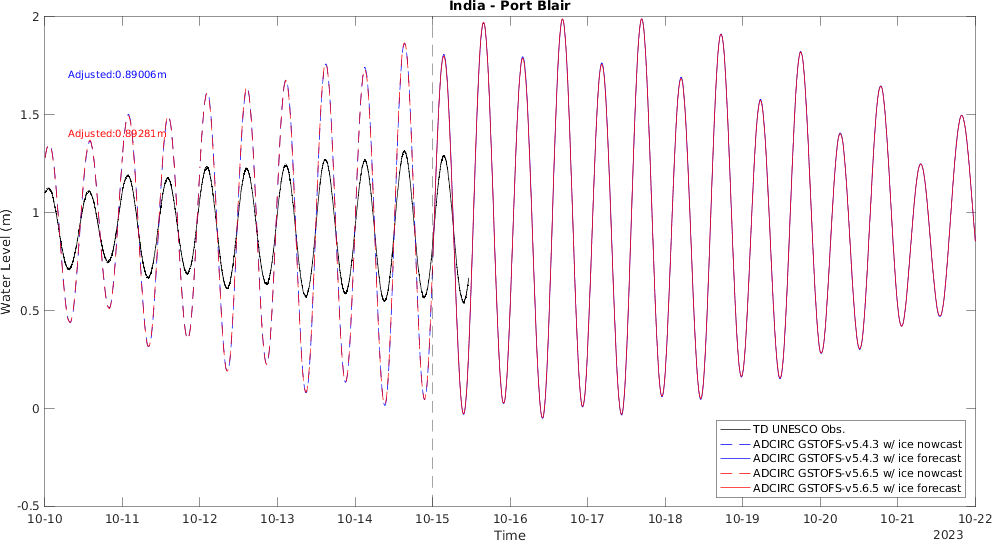 India - Port Blair
Adjusted:0.89006m
Adjusted:0.89281m
2
1.5
1
0.5
0
-0.5
Water Level (m)
10-10 10-11 10-12 10-13 10-14 10-15 10-16 10-17 10-18 10-19 10-20 10-21 10-22
Time
2023
TD UNESCO Obs.
ADCIRC GSTOFS-v5.4.3 w/ ice nowcast
ADCIRC GSTOFS-v5.4.3 w/ ice forecast
ADCIRC GSTOFS-v5.6.5 w/ ice nowcast
ADCIRC GSTOFS-v5.6.5 w/ ice forecast